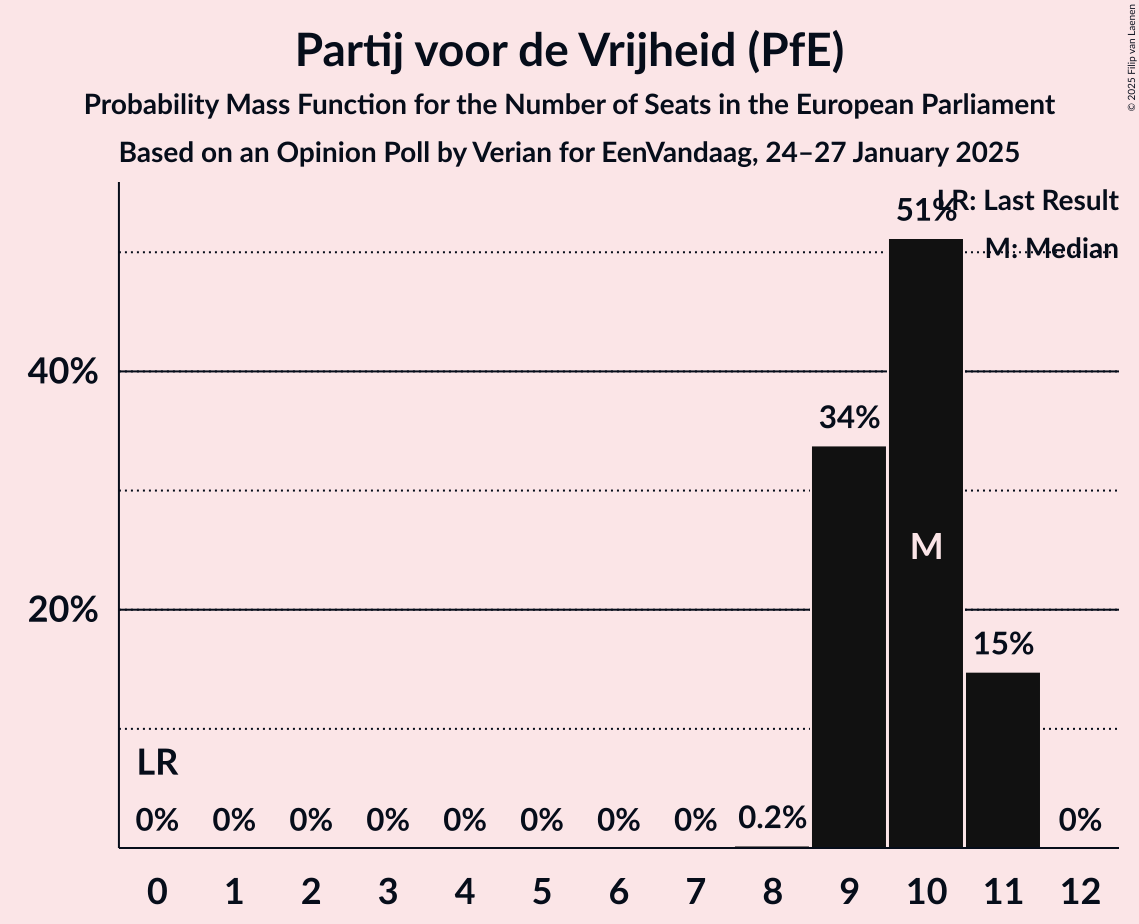 Partij voor de Vrijheid (PfE)
Probability Mass Function for the Number of Seats in the European Parliament
Based on an Opinion Poll by Verian for EenVandaag, 24–27 January 2025
© 2025 Filip van Laenen
LR: Last Result
M: Median
51%
40%
34%
M
20%
15%
LR
0% 0% 0% 0% 0% 0% 0% 0% 0.2% 0%
0 1 2 3 4 5 6 7 8 9 10 11 12